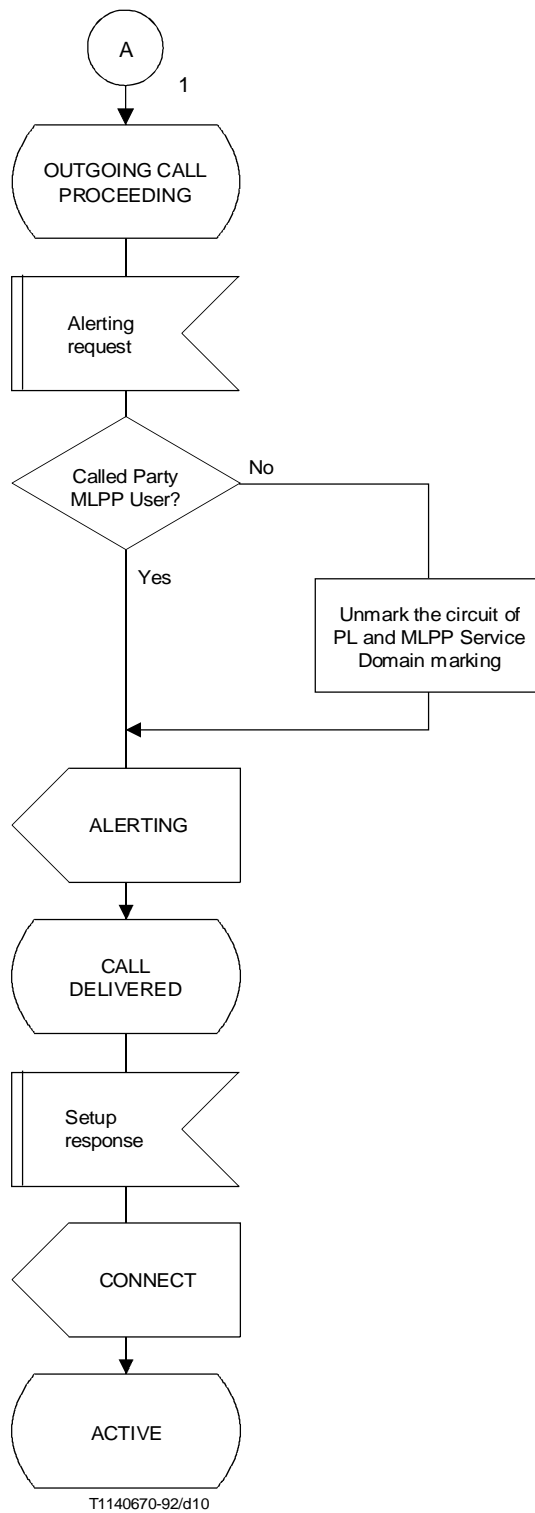 A
1
OUTGOING CALL
PROCEEDING
Alerting
request
Called Party
MLPP User?
No
Yes
Unmark the circuit of
PL and MLPP Service
Domain marking
ALERTING
CALL
DELIVERED
Setup
response
CONNECT
ACTIVE
T1140670-92/d10